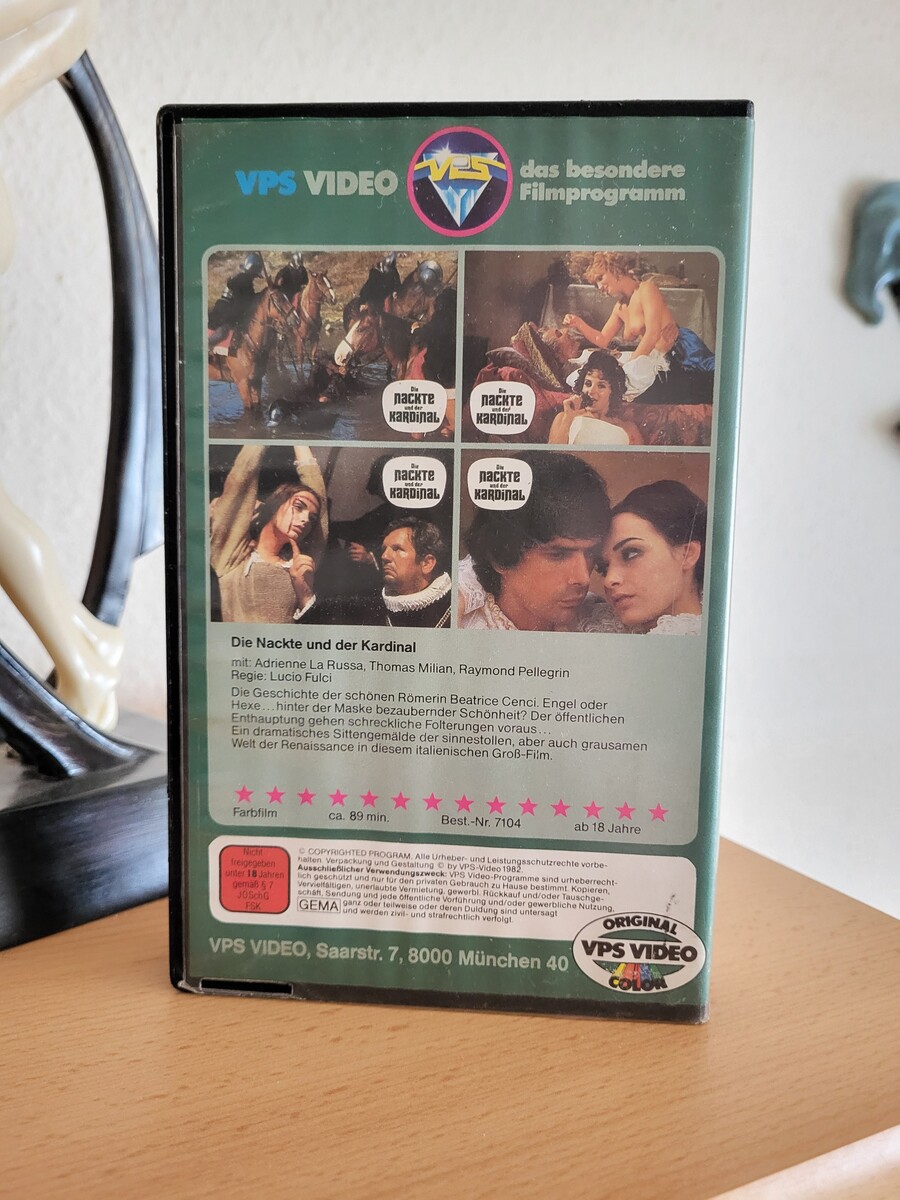 VPS VIDEO
VPS
das besondere
Filmprogramm
Die
NACKTE
und der
KARDINAL
Die
NACKTE
und der
KARDINAL
Die
NACKTE
und der
KARDINAL
Die
NACKTE
und der
KARDINAL
Die Nackte und der Kardinal
mit: Adrienne La Russa, Thomas Milian, Raymond Pellegrin
Regie: Lucio Fulci
Die Geschichte der schönen Römerin Beatrice Cenci. Engel oder
Hexe...hinter der Maske bezaubernder Schönheit? Der öffentlichen
Enthauptung gehen schreckliche Folterungen voraus...
Ein dramatisches Sittengemälde der sinnestollen, aber auch grausamen
Welt der Renaissance in diesem italienischen Groß-Film.
Farbfilm ca. 89 min. Best.-Nr. 7104 ab 18 Jahre
Nicht
freigegeben
unter 18 Jahren
gemäß § 7
JÖSchG
FSK
© COPYRIGHTED PROGRAM. Alle Urheber- und Leistungsschutzrechte vorbe-
halten. Verpackung und Gestaltung © by VPS-Video 1982.
Ausschließlicher Verwendungszweck: VPS Video-Programme sind urheberrecht-
lich geschützt und nur für den privaten Gebrauch zu Hause bestimmt. Kopieren,
Vervielfältigen, unerlaubte Vermietung, gewerbl. Rückkauf und/oder Tauschge-
schäft, Sendung und jede öffentliche Vorführung und/oder gewerbliche Nutzung,
GEMA ganz oder teilweise oder deren Duldung sind untersagt
und werden zivil- und strafrechtlich verfolgt.
VPS VIDEO, Saarstr. 7, 8000 München 40
ORIGINAL
VPS VIDEO
COLOR